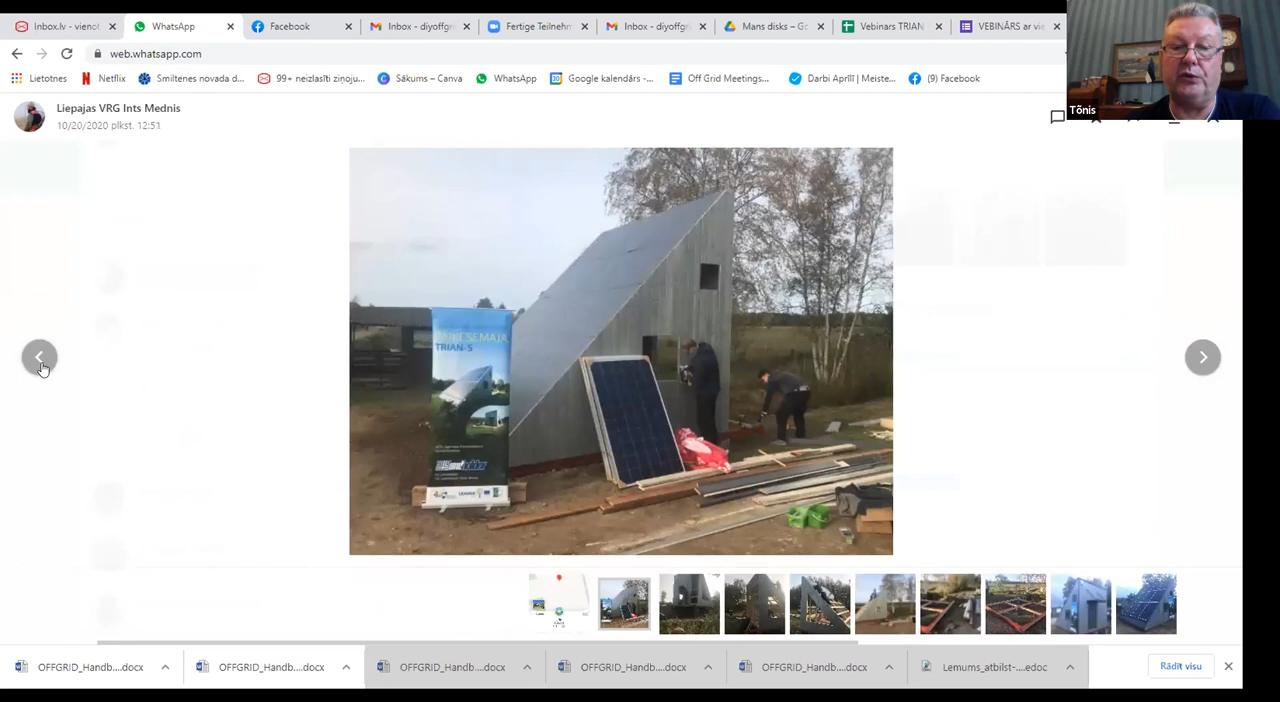 Inbox.lv - vienot
WhatsApp
Facebook
Inbox - diyoffgr
Fertige Teilnehm
Inbox - diyoffgr
Mans disks – Go
Vebinars TRIAN
VEBINĀRS ar vie
web.whatsapp.com
Lietotnes
Netflix
Smiltenes novada d...
99+ neizlasīti ziņoju...
Sākums – Canva
WhatsApp
Google kalendārs -...
Off Grid Meetings...
Darbi Aprīlī | Meiste...
(9) Facebook
Tõnis
Liepajas VRG Ints Mednis
10/20/2020 plkst. 12:51
TRIAN-S
OFFGRID_Handb....docx
OFFGRID_Handb....docx
OFFGRID_Handb....docx
OFFGRID_Handb....docx
OFFGRID_Handb....docx
Lemums_atbilst-....edoc
Rādīt visu